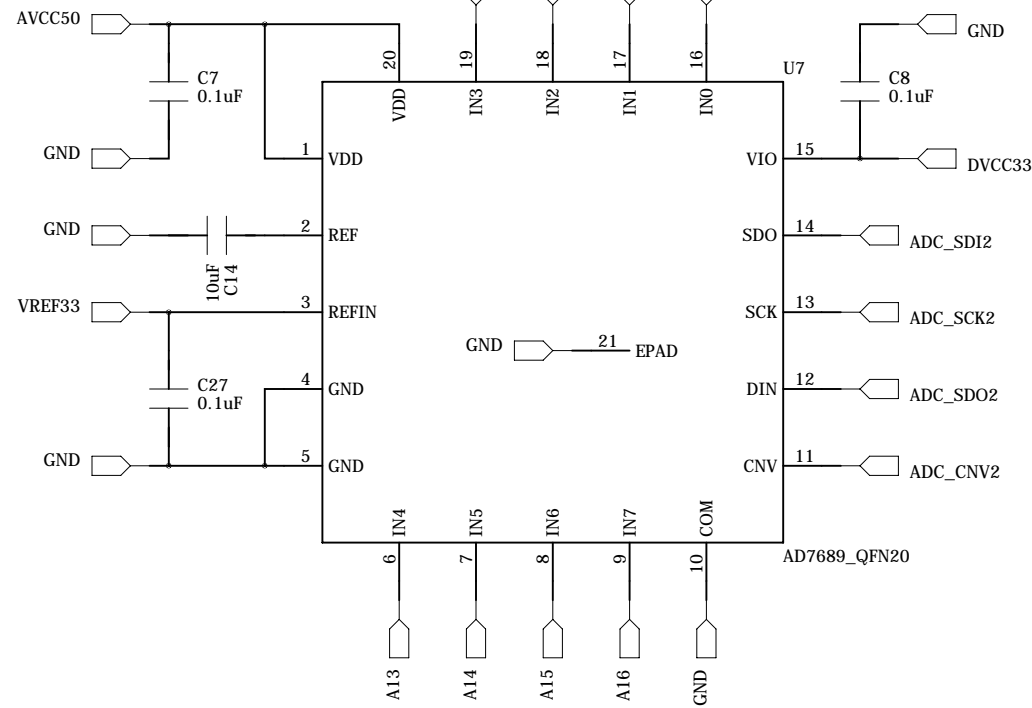 AVCC50
GND
C7
0.1uF
20
19
18
17
16
U7
C8
0.1uF
VDD
IN3
IN2
IN1
IN0
GND
1
VDD
VIO
15
DVCC33
GND
2
REF
SDO
14
ADC_SDI2
10uF
C14
VREF33
3
REFIN
SCK
13
ADC_SCK2
GND
21
EPAD
C27
0.1uF
4
GND
DIN
12
ADC_SDO2
GND
5
GND
CNV
11
ADC_CNV2
IN4
IN5
IN6
IN7
COM
6
7
8
9
10
AD7689_QFN20
A13
A14
A15
A16
GND